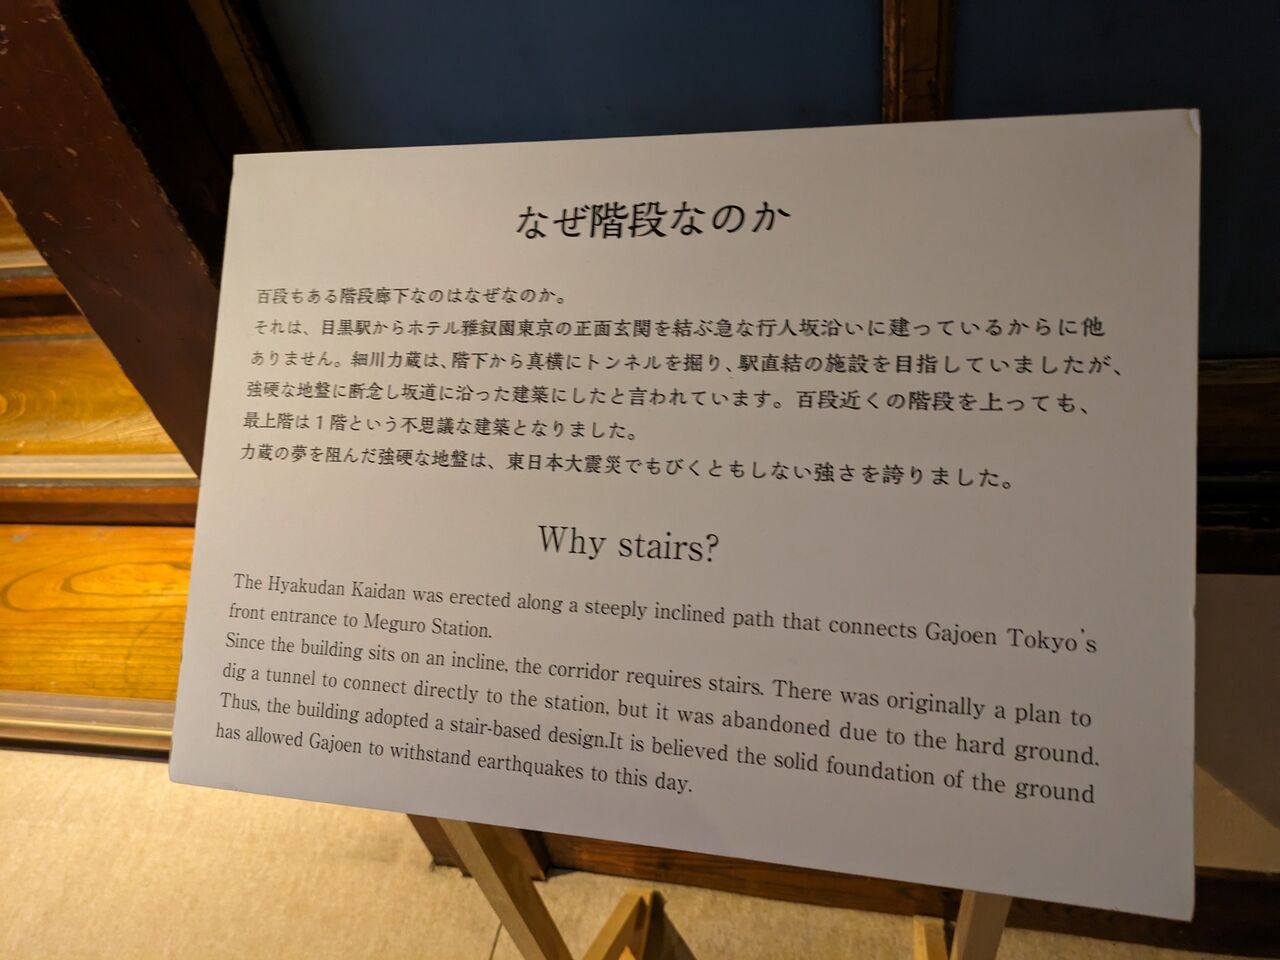 なぜ階段なのか
百段もある階段廊下なのはなぜなのか。
それは、目黒駅からホテル雅叙園東京の正面玄関を結ぶ急な行人坂沿いに建っているからに他
ありません。細川力蔵は、階下から真横にトンネルを掘り、駅直結の施設を目指していましたが、
強硬な地盤に断念し坂道に沿った建築にしたと言われています。百段近くの階段を上っても、
最上階は１階という不思議な建築となりました。
力蔵の夢を阻んだ強硬な地盤は、東日本大震災でもびくともしない強さを誇りました。
Why stairs?
The Hyakudan Kaidan was erected along a steeply inclined path that connects Gajoen Tokyo's
front entrance to Meguro Station.
Since the building sits on an incline, the corridor requires stairs. There was originally a plan to
dig a tunnel to connect directly to the station, but it was abandoned due to the hard ground.
Thus, the building adopted a stair-based design.It is believed the solid foundation of the ground
has allowed Gajoen to withstand earthquakes to this day.